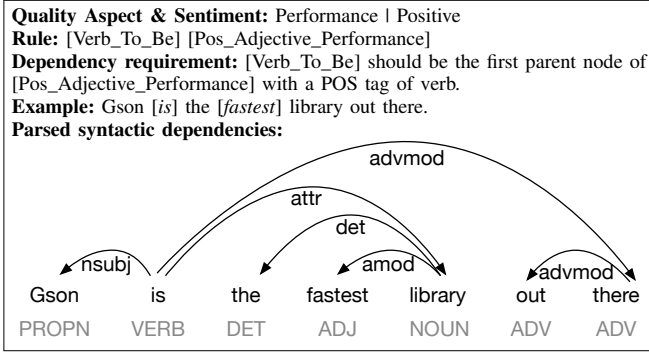 Quality Aspect & Sentiment: Performance | Positive
Rule: [Verb_To_Be] [Pos_Adjective_Performance]
Dependency requirement: [Verb_To_Be] should be the first parent node of
[Pos_Adjective_Performance] with a POS tag of verb.
Example: Gson [is] the [fastest] library out there.
Parsed syntactic dependencies:
advmod
attr
det
nsubj amod advmod
Gson is the fastest library out there
PROPN VERB DET ADJ NOUN ADV ADV